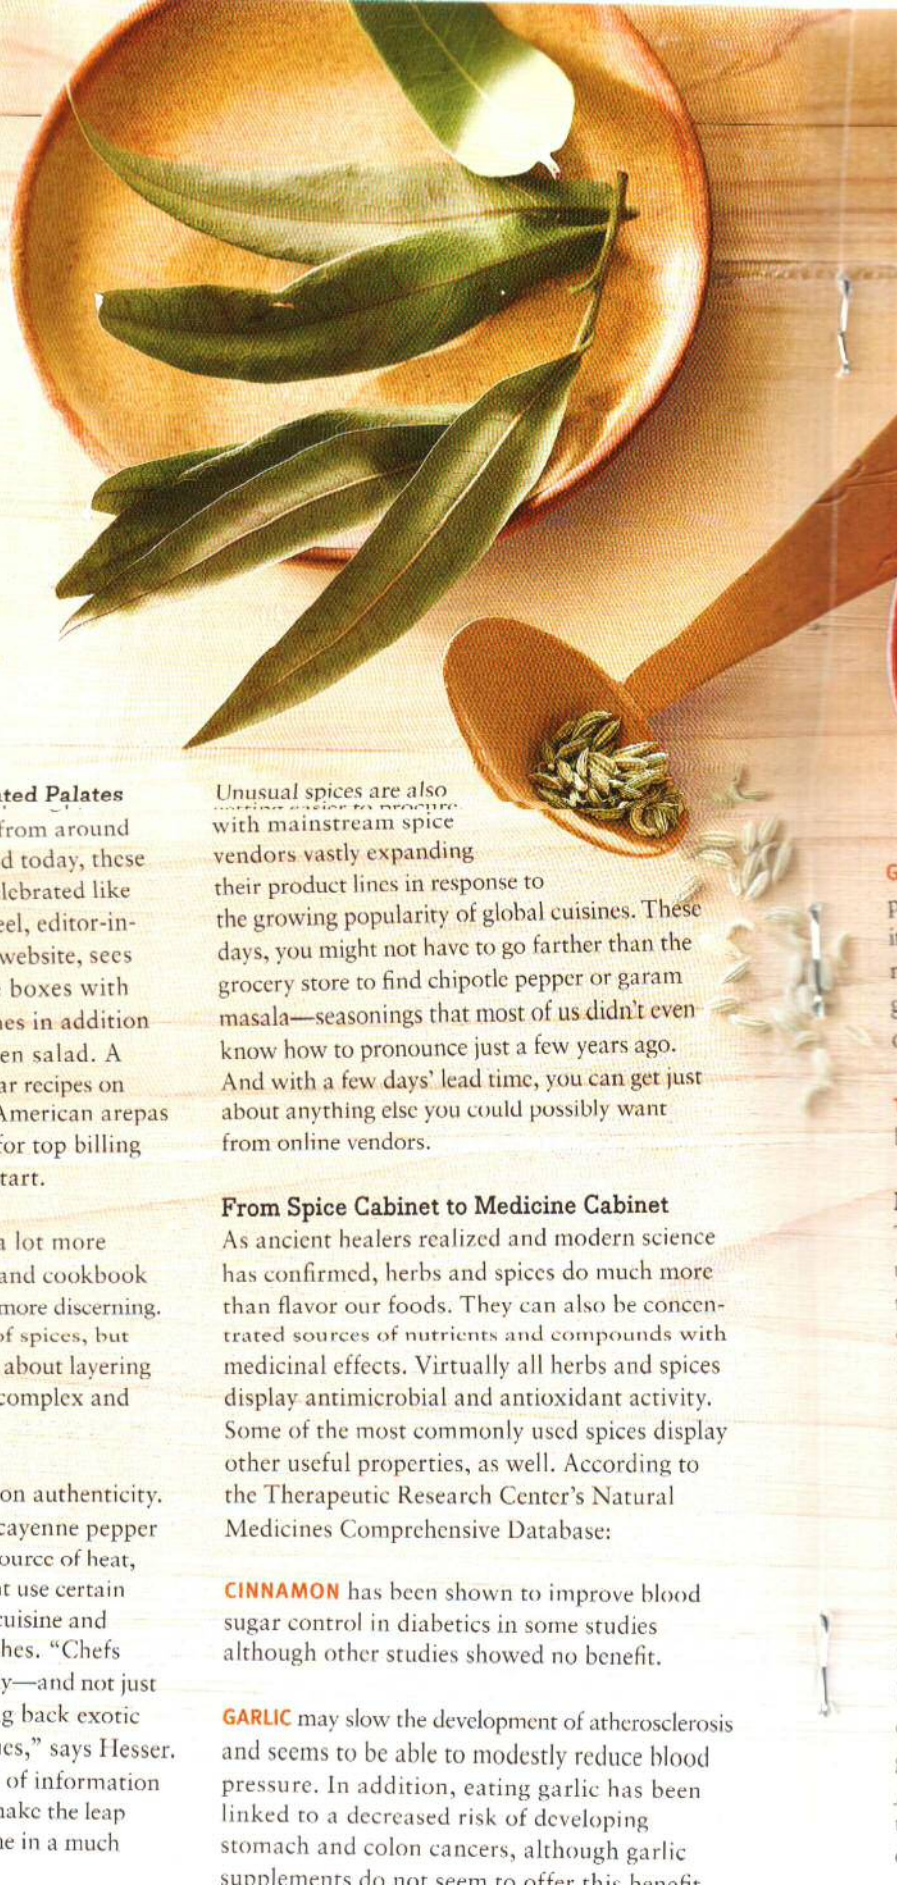 ted Palates
from around
d today, these
lebrated like
eel, editor-in-
website, sees
boxes with
es in addition
en salad. A
ar recipes on
American arepas
for top billing
tart.
a lot more
and cookbook
more discerning.
of spices, but
about layering
complex and
on authenticity.
cayenne pepper
ource of heat,
t use certain
cuisine and
hes. “Chefs
y—and not just
g back exotic
es,” says Hesser.
of information
make the leap
e in a much
Unusual spices are also
getting easier to procure,
with mainstream spice
vendors vastly expanding
their product lines in response to
the growing popularity of global cuisines. These
days, you might not have to go farther than the
grocery store to find chipotle pepper or garam
masala—seasonings that most of us didn’t even
know how to pronounce just a few years ago.
And with a few days’ lead time, you can get just
about anything else you could possibly want
from online vendors.
From Spice Cabinet to Medicine Cabinet
As ancient healers realized and modern science
has confirmed, herbs and spices do much more
than flavor our foods. They can also be concen-
trated sources of nutrients and compounds with
medicinal effects. Virtually all herbs and spices
display antimicrobial and antioxidant activity.
Some of the most commonly used spices display
other useful properties, as well. According to
the Therapeutic Research Center’s Natural
Medicines Comprehensive Database:
CINNAMON has been shown to improve blood
sugar control in diabetics in some studies
although other studies showed no benefit.
GARLIC may slow the development of atherosclerosis
and seems to be able to modestly reduce blood
pressure. In addition, eating garlic has been
linked to a decreased risk of developing
stomach and colon cancers, although garlic
supplements do not seem to offer this benefit